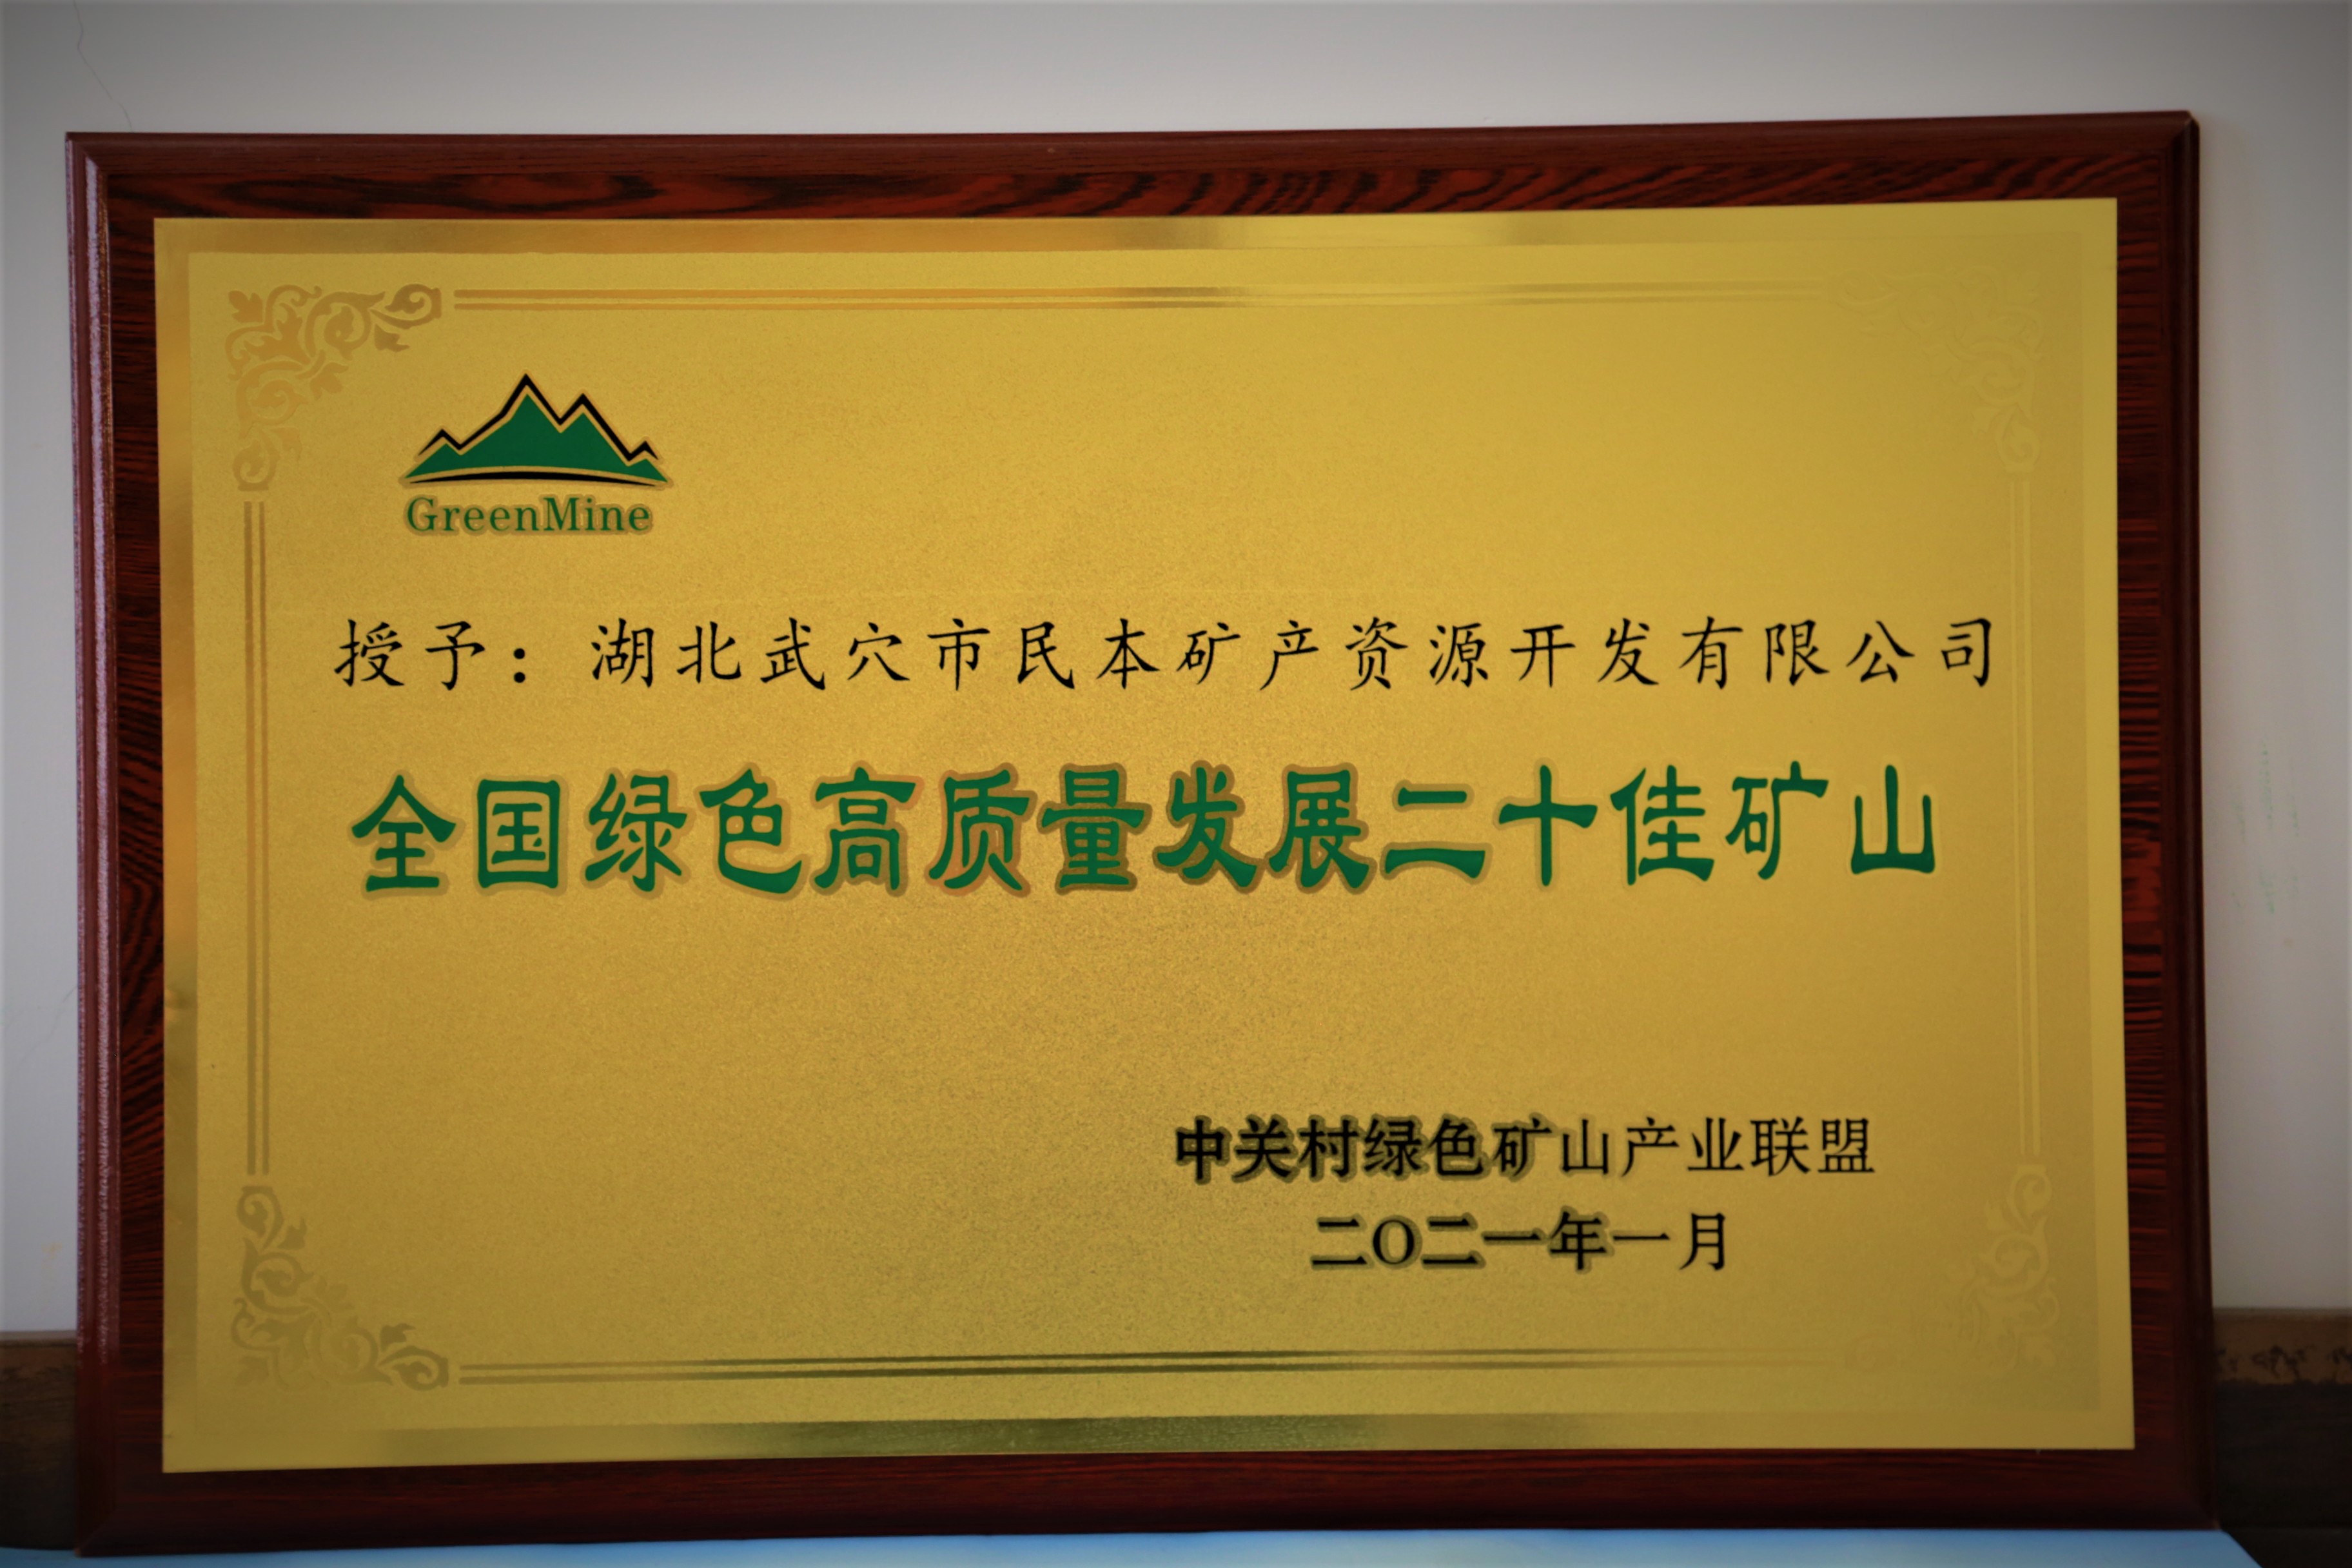 GreenMine
授予：湖北武穴市民本矿产资源开发有限公司
全国绿色高质量发展二十佳矿山
中关村绿色矿山产业联盟
二〇二一年一月